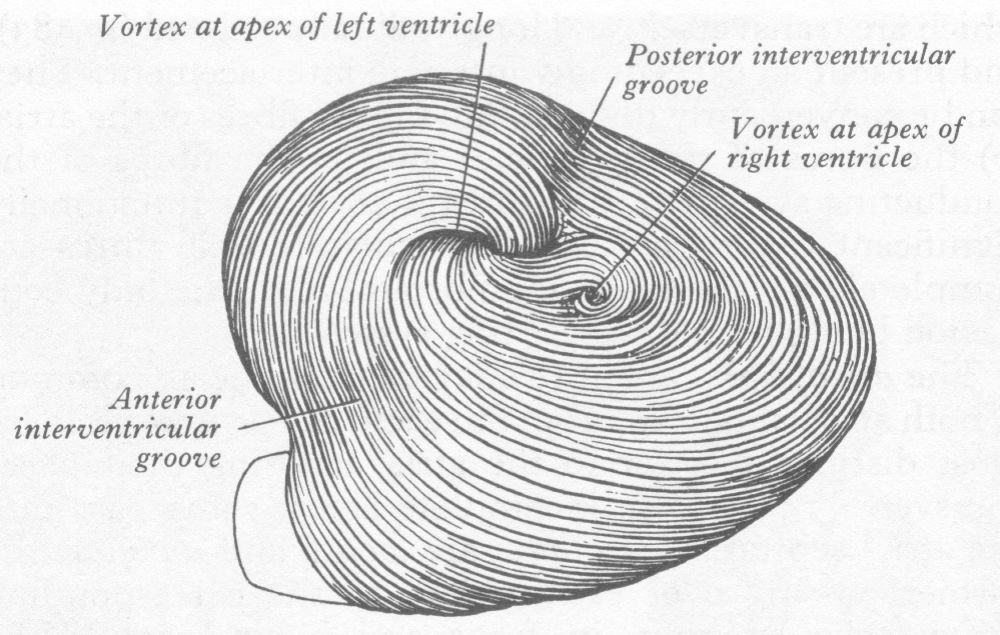 Vortex at apex of left ventricle
Posterior interventricular
groove
Vortex at apex of
right ventricle
Anterior
interventricular
groove